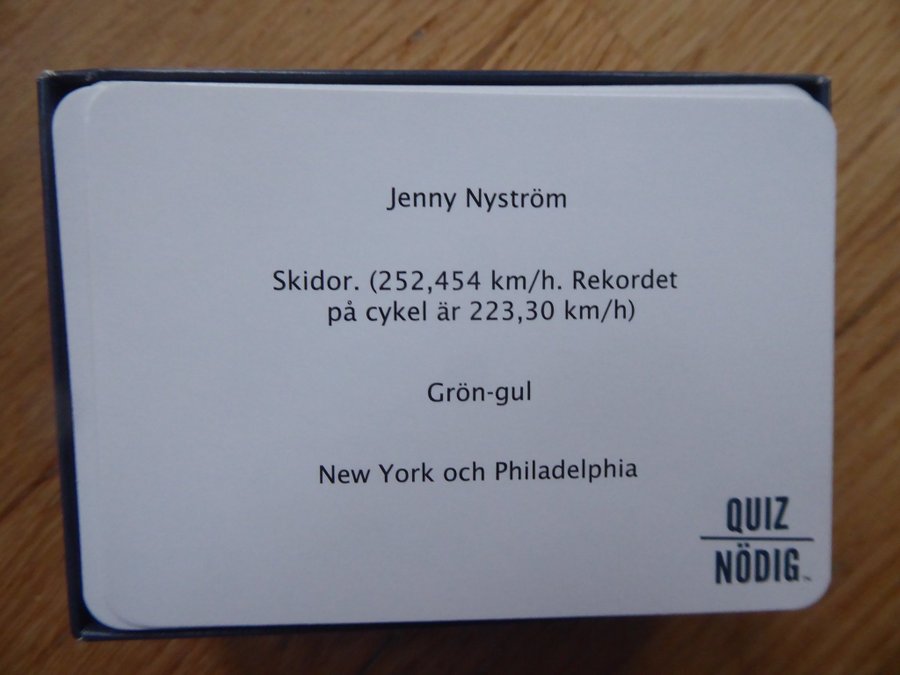 Jenny Nyström
Skidor. (252,454 km/h. Rekordet
på cykel är 223,30 km/h)
Grön-gul
New York och Philadelphia
QUIZ
NÖDIG™